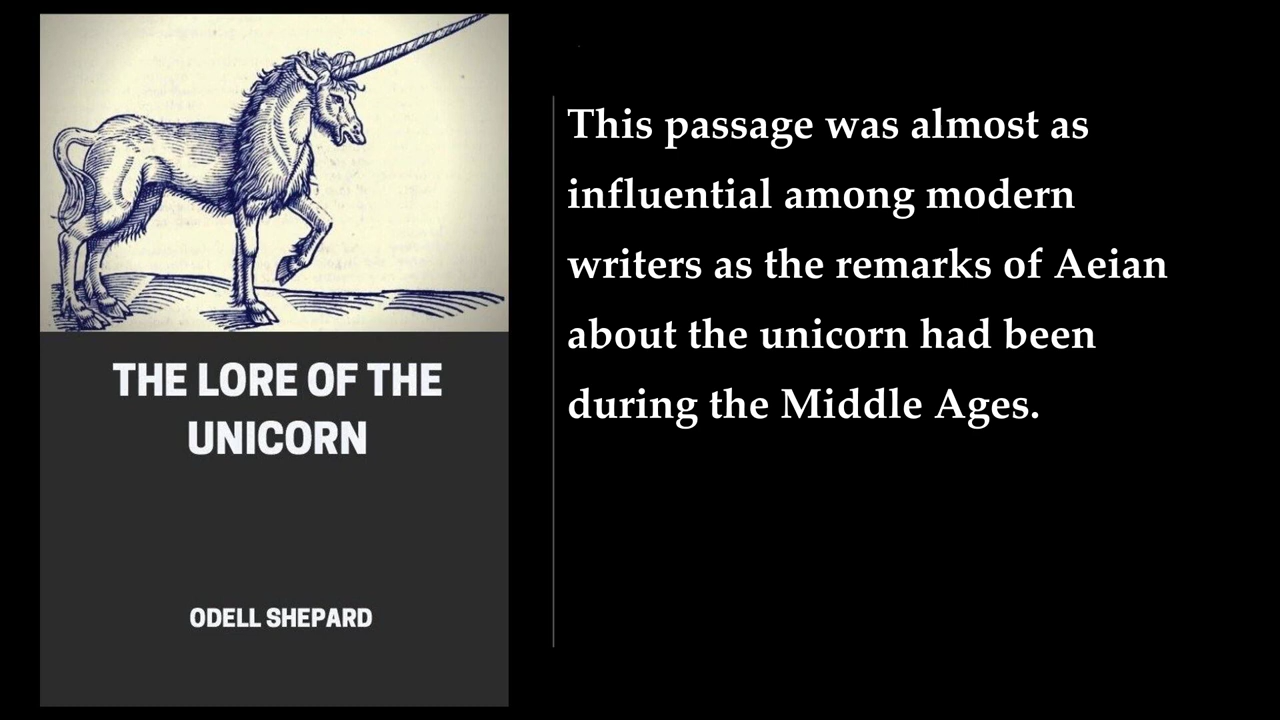 THE LORE OF THE
UNICORN
ODELL SHEPARD
This passage was almost as
influential among modern
writers as the remarks of Aeian
about the unicorn had been
during the Middle Ages.